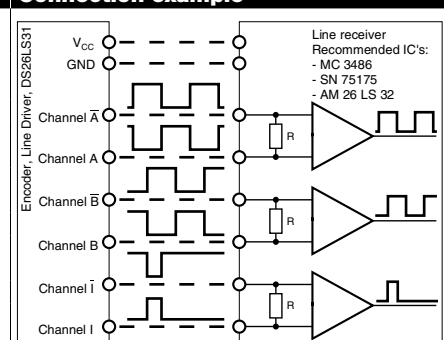 Connection example
Encoder, Line Driver, DS26LS31
V_CC
GND
Channel A̅
Channel A
Channel B̅
Channel B
Channel I̅
Channel I
Line receiver
Recommended IC's:
- MC 3486
- SN 75175
- AM 26 LS 32
R
R
R